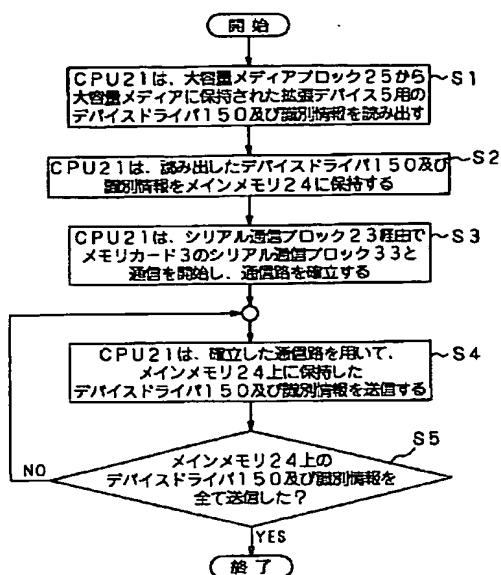 開始
CPU21は、大容量メディアブロック25から
大容量メディアに保持された拡張デバイス5用の
デバイスドライバ150及び識別情報を読み出す
S1
CPU21は、読み出したデバイスドライバ150及び
識別情報をメインメモリ24に保持する
S2
CPU21は、シリアル通信ブロック23経由で
メモリカード3のシリアル通信ブロック33と
通信を開始し、通信路を確立する
S3
CPU21は、確立した通信路を用いて、
メインメモリ24上に保持した
デバイスドライバ150及び識別情報を送信する
S4
メインメモリ24上の
デバイスドライバ150及び識別情報を
全て送信した?
S5
NO
YES
終了